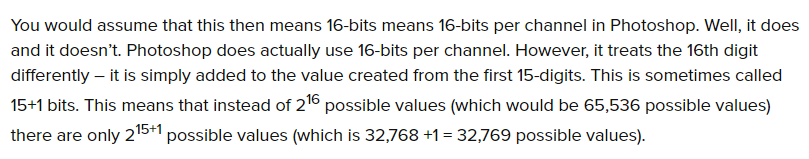 You would assume that this then means 16-bits means 16-bits per channel in Photoshop. Well, it does
and it doesn’t. Photoshop does actually use 16-bits per channel. However, it treats the 16th digit
differently – it is simply added to the value created from the first 15-digits. This is sometimes called
15+1 bits. This means that instead of 2¹⁶ possible values (which would be 65,536 possible values)
there are only 2¹⁵⁺¹ possible values (which is 32,768 +1 = 32,769 possible values).